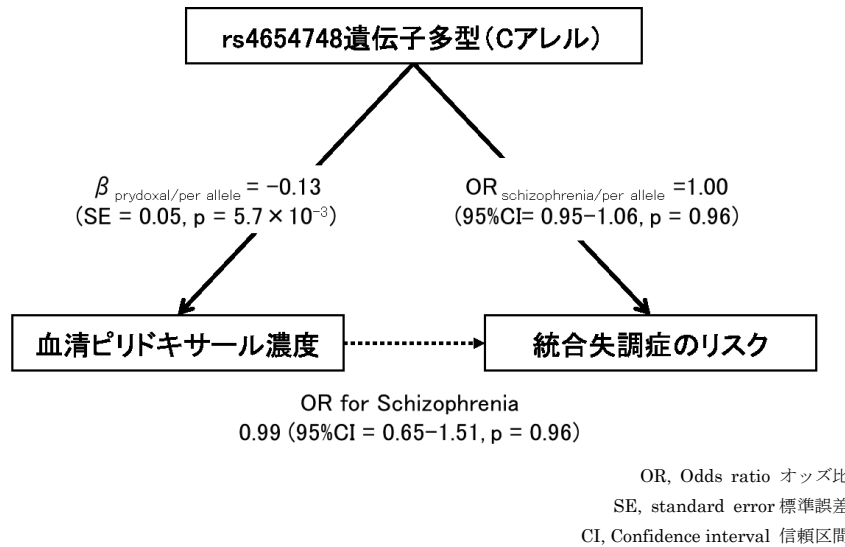 rs4654748遺伝子多型(Cアレル)
β prydoxal/per allele = -0.13
(SE = 0.05, p = 5.7 × 10⁻³)
OR schizophrenia/per allele =1.00
(95%CI= 0.95-1.06, p = 0.96)
血清ピリドキサール濃度
統合失調症のリスク
OR for Schizophrenia
0.99 (95%CI = 0.65-1.51, p = 0.96)
OR, Odds ratio オッズ比
SE, standard error 標準誤差
CI, Confidence interval 信頼区間